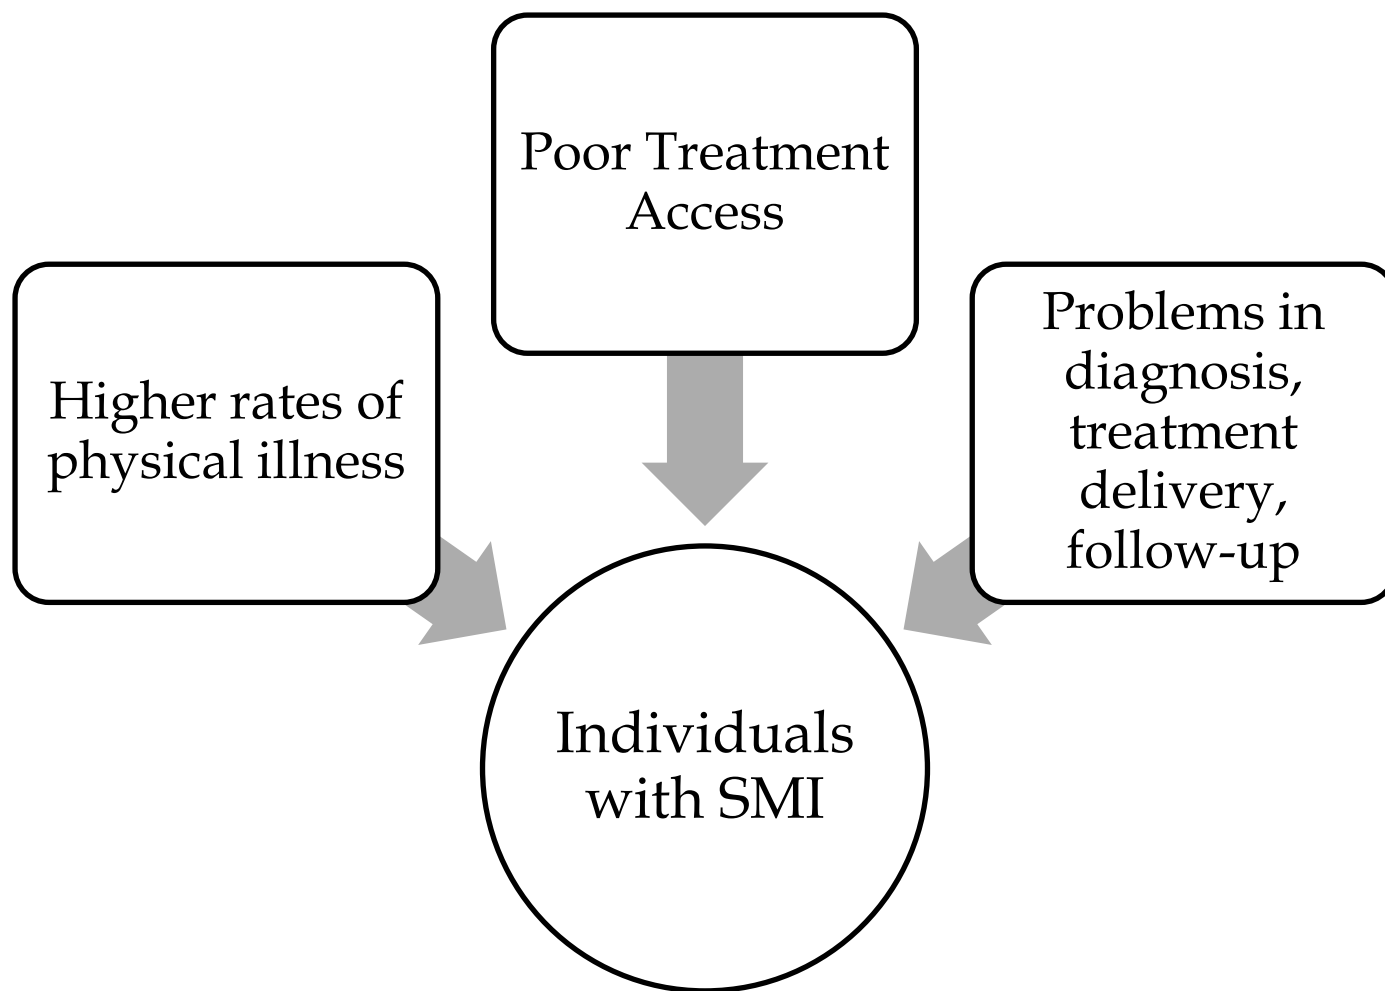 Poor Treatment
Access
Higher rates of
physical illness
Problems in
diagnosis,
treatment
delivery,
follow-up
Individuals
with SMI